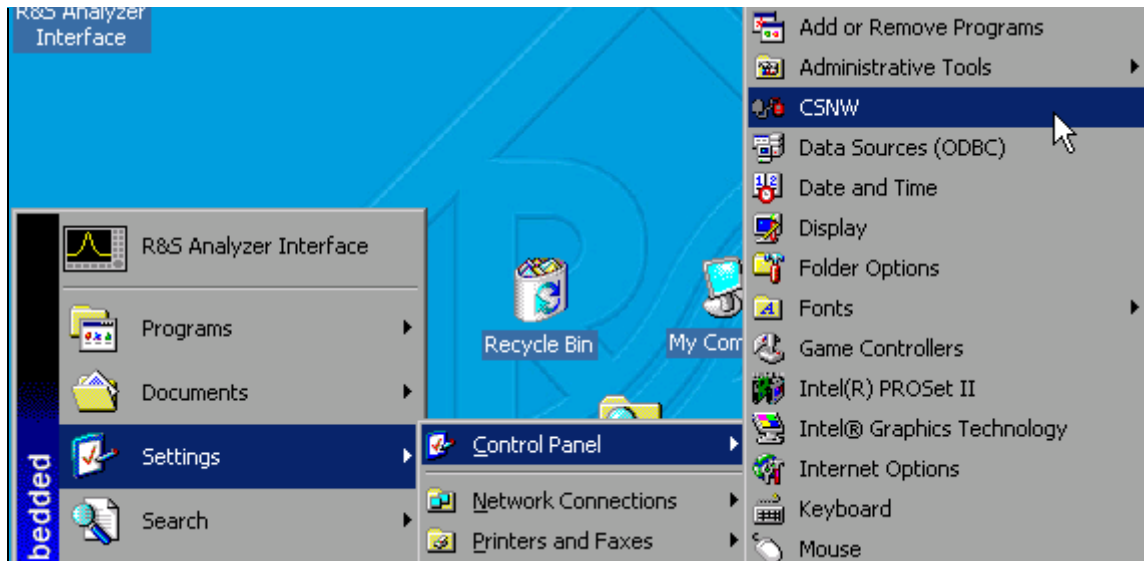 R&S Analyzer
Interface
R&S Analyzer Interface
Programs
Documents
Settings
Search
bedded
Recycle Bin
My Com
Control Panel
Network Connections
Printers and Faxes
Add or Remove Programs
Administrative Tools
CSNW
Data Sources (ODBC)
Date and Time
Display
Folder Options
Fonts
Game Controllers
Intel(R) PROSet II
Intel® Graphics Technology
Internet Options
Keyboard
Mouse